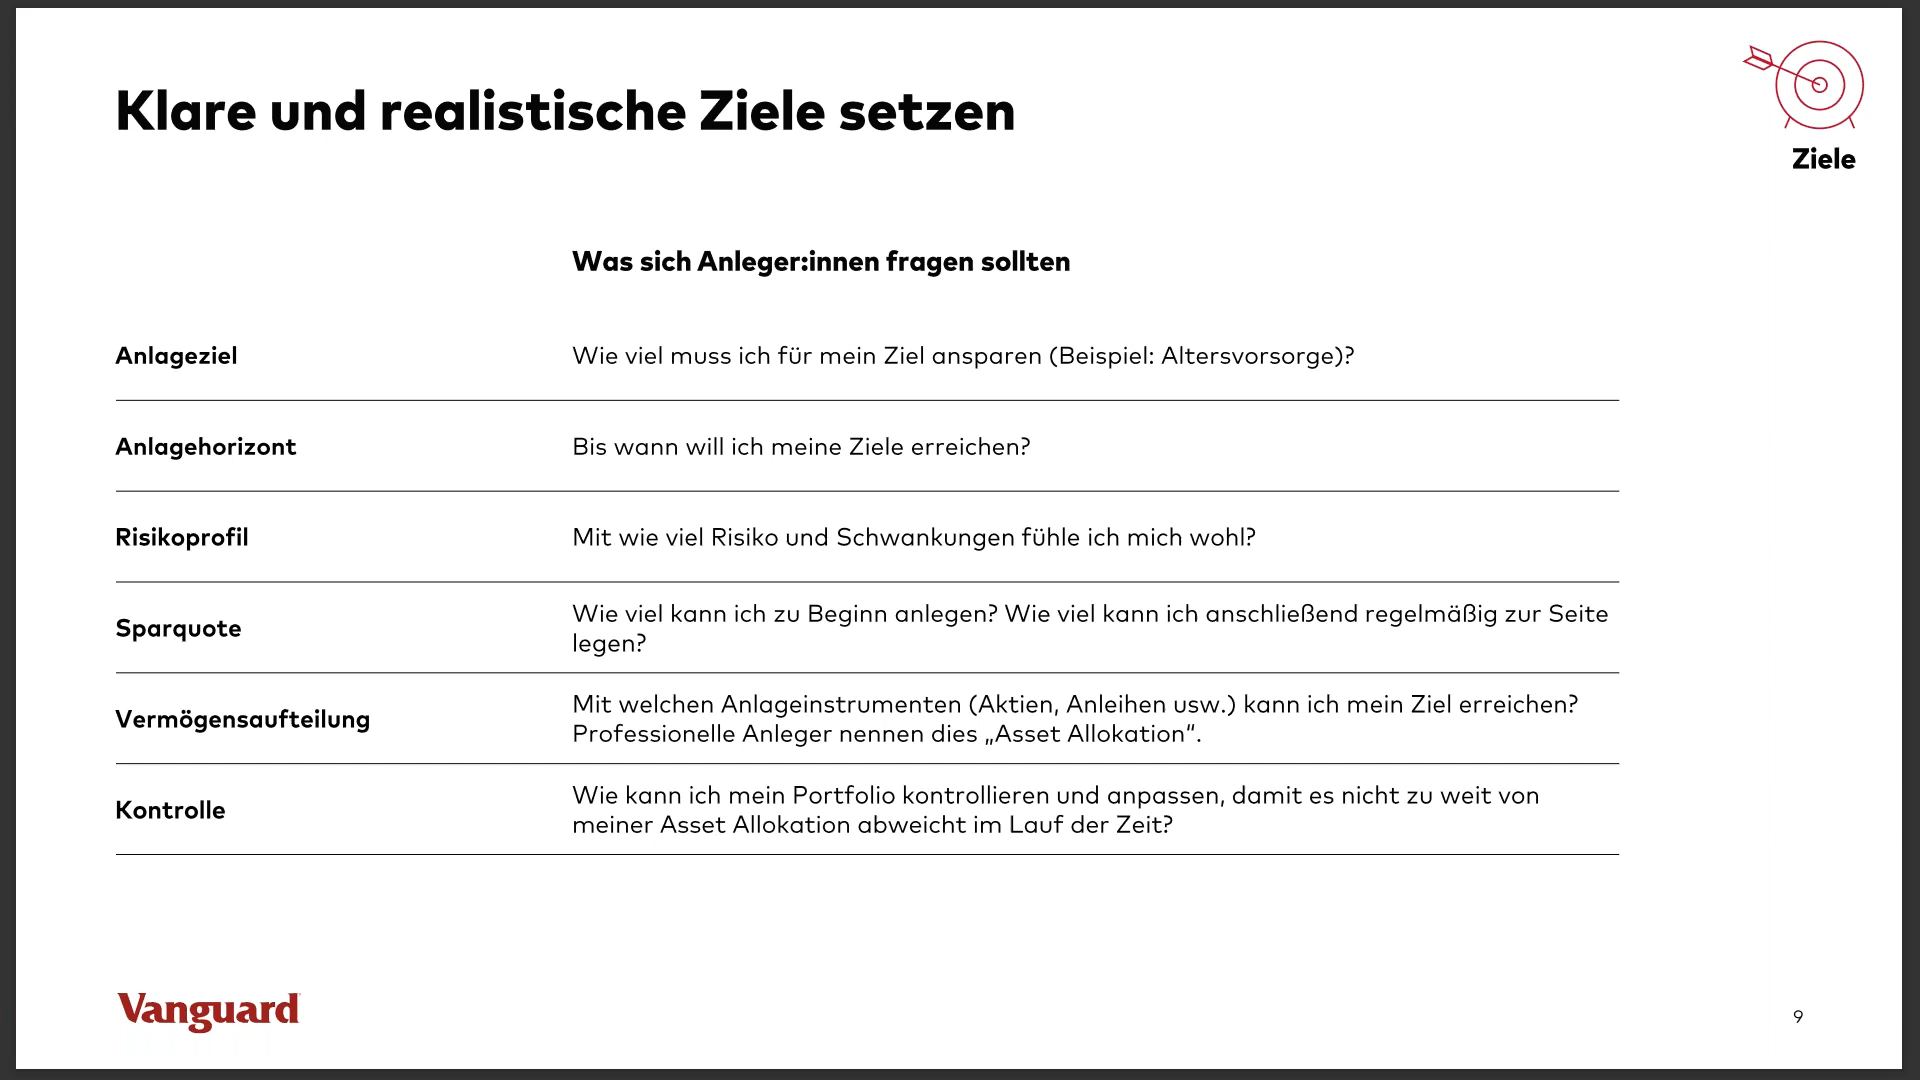 Klare und realistische Ziele setzen
Ziele
Was sich Anleger:innen fragen sollten
Anlageziel
Wie viel muss ich für mein Ziel ansparen (Beispiel: Altersvorsorge)?
Anlagehorizont
Bis wann will ich meine Ziele erreichen?
Risikoprofil
Mit wie viel Risiko und Schwankungen fühle ich mich wohl?
Sparquote
Wie viel kann ich zu Beginn anlegen? Wie viel kann ich anschließend regelmäßig zur Seite
legen?
Vermögensaufteilung
Mit welchen Anlageinstrumenten (Aktien, Anleihen usw.) kann ich mein Ziel erreichen?
Professionelle Anleger nennen dies „Asset Allokation“.
Kontrolle
Wie kann ich mein Portfolio kontrollieren und anpassen, damit es nicht zu weit von
meiner Asset Allokation abweicht im Lauf der Zeit?
Vanguard
9